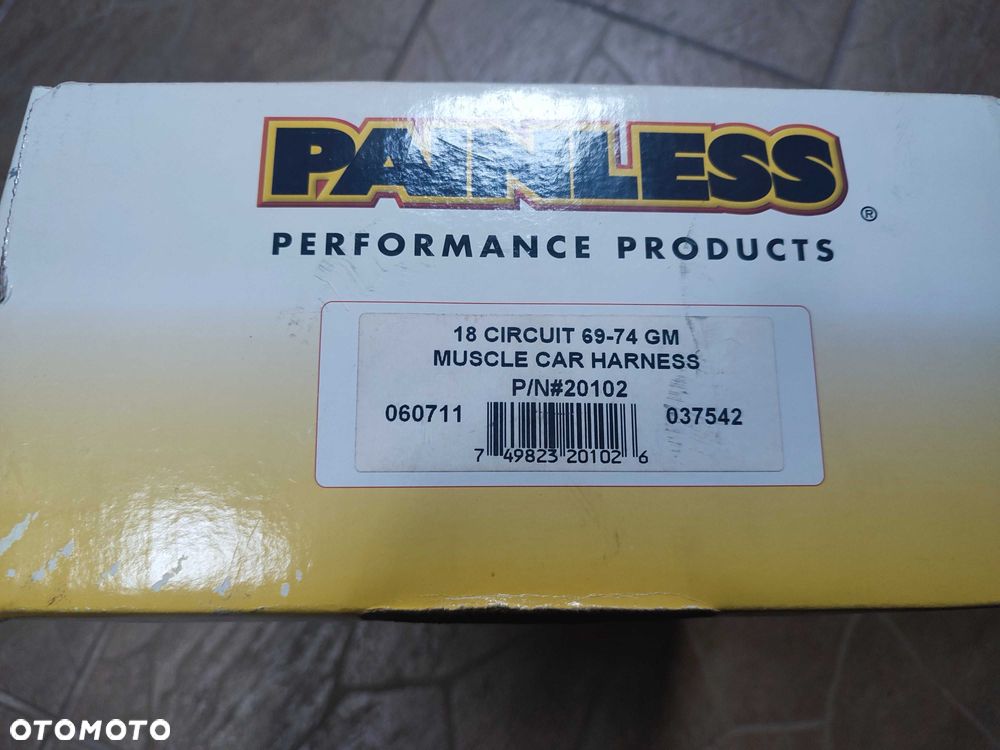 PAINLESS
®
PERFORMANCE PRODUCTS
18 CIRCUIT 69-74 GM
MUSCLE CAR HARNESS
P/N#20102
060711 037542
7 49823 20102 6
OTOMOTO